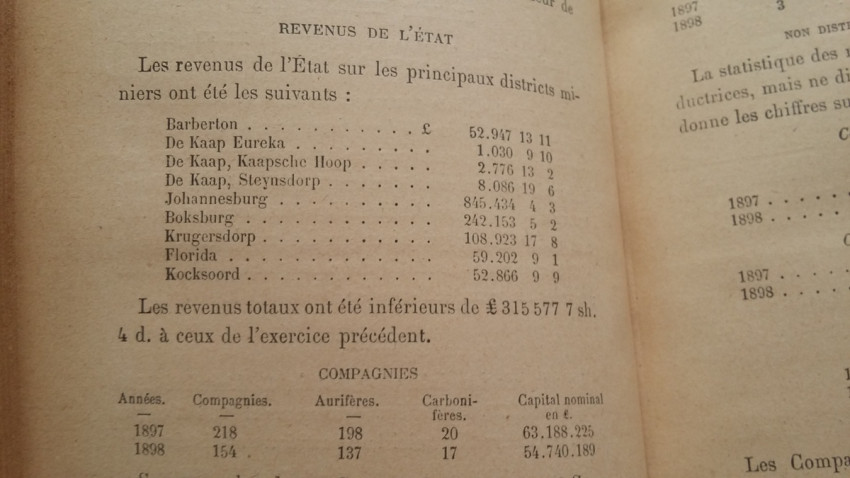 REVENUS DE L'ÉTAT
Les revenus de l'État sur les principaux districts mi-
niers ont été les suivants :
Barberton . . . . . . . . . . . . £ 52.947 13 11
De Kaap Eureka . . . . . . . . . 1.030 9 10
De Kaap, Kaapsche Hoop . . . . . 2.776 13 2
De Kaap, Steynsdorp . . . . . . . 8.086 19 6
Johannesburg . . . . . . . . . . 845.434 4 3
Boksburg . . . . . . . . . . . . 242.153 5 2
Krugersdorp . . . . . . . . . . . 108.923 17 8
Florida . . . . . . . . . . . . . 59.202 9 1
Kocksoord . . . . . . . . . . . . 52.866 9 9
Les revenus totaux ont été inférieurs de £ 315 577 7 sh.
4 d. à ceux de l'exercice précédent.
COMPAGNIES
Années. Compagnies. Aurifères. Carboni- Capital nominal
fères. en £.
1897 218 198 20 63.188.225
1898 154 137 17 54.740.189
1897 3
1898
NON DIST
La statistique des
ductrices, mais ne di
donne les chiffres su
C
1897 . . . . .
1898 . . . . .
1897 . . . . .
1898 . . . .
Les Compa